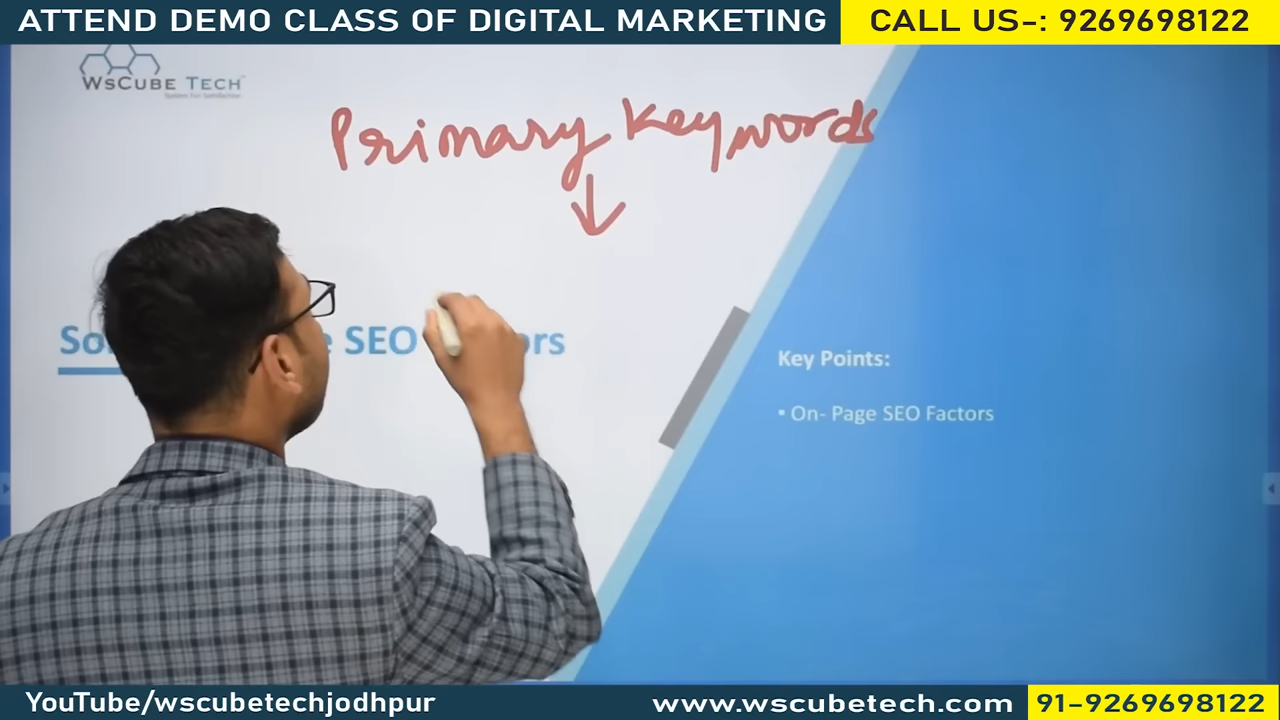 ATTEND DEMO CLASS OF DIGITAL MARKETING
CALL US-: 9269698122
WSCUBE TECH
Primary Keywords
SEO
Key Points:
• On- Page SEO Factors
YouTube/wscubetechjodhpur
www.wscubetech.com
91-9269698122